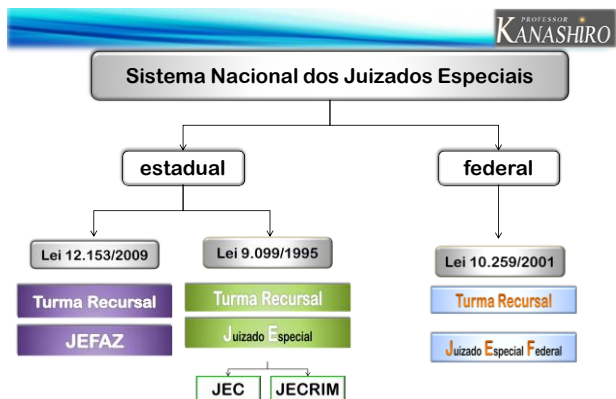 PROFESSOR
KANASHIRO
Sistema Nacional dos Juizados Especiais
estadual
federal
Lei 12.153/2009
Lei 9.099/1995
Lei 10.259/2001
Turma Recursal
Turma Recursal
Turma Recursal
JEFAZ
Juizado Especial
Juizado Especial Federal
JEC
JECRIM